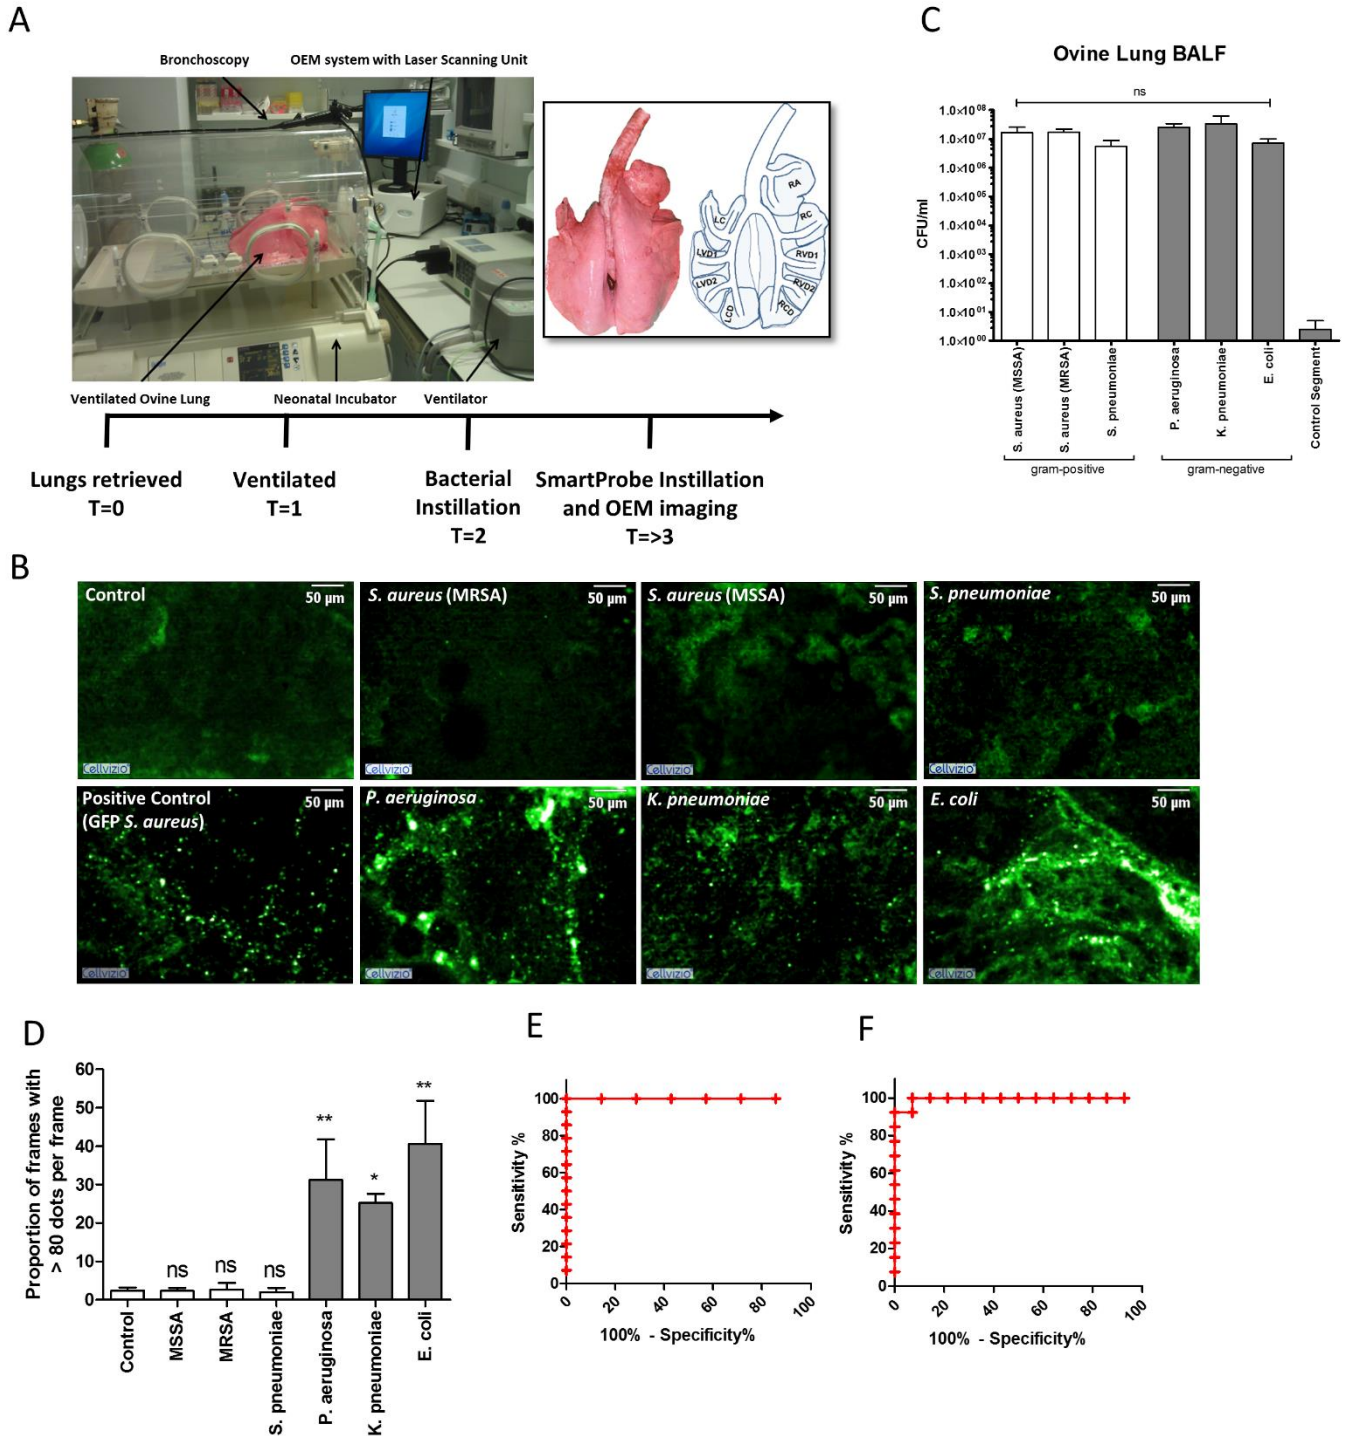 A
Bronchoscopy
OEM system with Laser Scanning Unit
RA
LC
RC
LVD1
RVD1
LVD2
RVD2
LCD
RCD
Ventilated Ovine Lung
Neonatal Incubator
Ventilator
Lungs retrieved
T=0
Ventilated
T=1
Bacterial
Instillation
T=2
SmartProbe Instillation
and OEM imaging
T=>3
C
Ovine Lung BALF
ns
CFU/ml
1.0×10⁰⁸
1.0×10⁰⁷
1.0×10⁰⁶
1.0×10⁰⁵
1.0×10⁰⁴
1.0×10⁰³
1.0×10⁰²
1.0×10⁰¹
1.0×10⁰⁰
S. aureus (MSSA)
S. aureus (MRSA)
S. pneumoniae
P. aeruginosa
K. pneumoniae
E. coli
Control Segment
gram-positive
gram-negative
B
Control
50 µm
Cellvizio
S. aureus (MRSA)
50 µm
Cellvizio
S. aureus (MSSA)
50 µm
Cellvizio
S. pneumoniae
50 µm
Cellvizio
Positive Control
(GFP S. aureus)
50 µm
Cellvizio
P. aeruginosa
50 µm
Cellvizio
K. pneumoniae
50 µm
Cellvizio
E. coli
50 µm
Cellvizio
D
Proportion of frames with
> 80 dots per frame
60
50
40
30
20
10
0
ns
ns
ns
**
*
**
Control
MSSA
MRSA
S. pneumoniae
P. aeruginosa
K. pneumoniae
E. coli
E
Sensitivity %
100
80
60
40
20
0
0
20
40
60
80
100
100% - Specificity%
F
Sensitivity %
100
80
60
40
20
0
0
20
40
60
80
100
100% - Specificity%